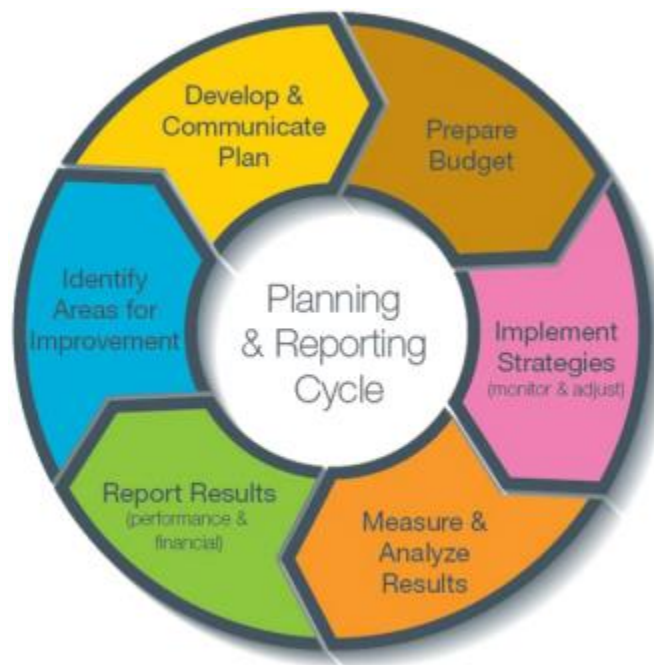 Planning
& Reporting
Cycle
Develop &
Communicate
Plan
Prepare
Budget
Implement
Strategies
(monitor & adjust)
Measure &
Analyze
Results
Report Results
(performance &
financial)
Identify
Areas for
Improvement